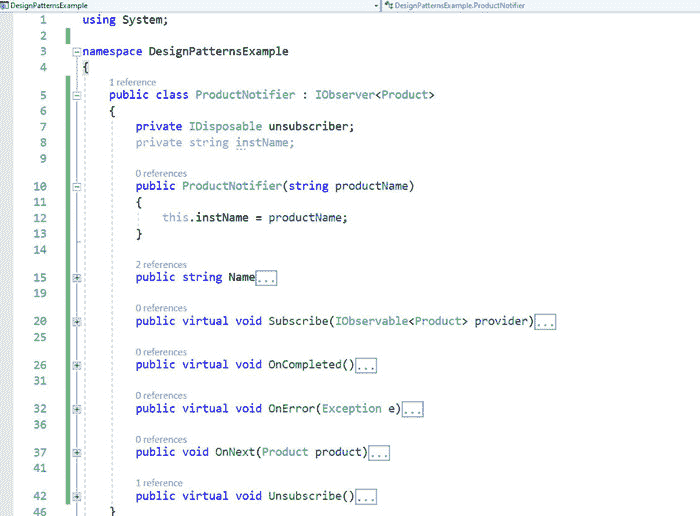 DesignPatternsExample DesignPatternsExample.ProductNotifier
1 using System;
2
3 namespace DesignPatternsExample
4 {
1 reference
5 public class ProductNotifier : IObserver<Product>
6 {
7 private IDisposable unsubscriber;
8 private string instName;
9
0 references
10 public ProductNotifier(string productName)
11 {
12 this.instName = productName;
13 }
14
2 references
15 public string Name...
19
0 references
20 public virtual void Subscribe(IObservable<Product> provider)...
25
0 references
26 public virtual void OnCompleted()...
31
0 references
32 public virtual void OnError(Exception e)...
36
0 references
37 public void OnNext(Product product)...
41
1 reference
42 public virtual void Unsubscribe()...
46 }